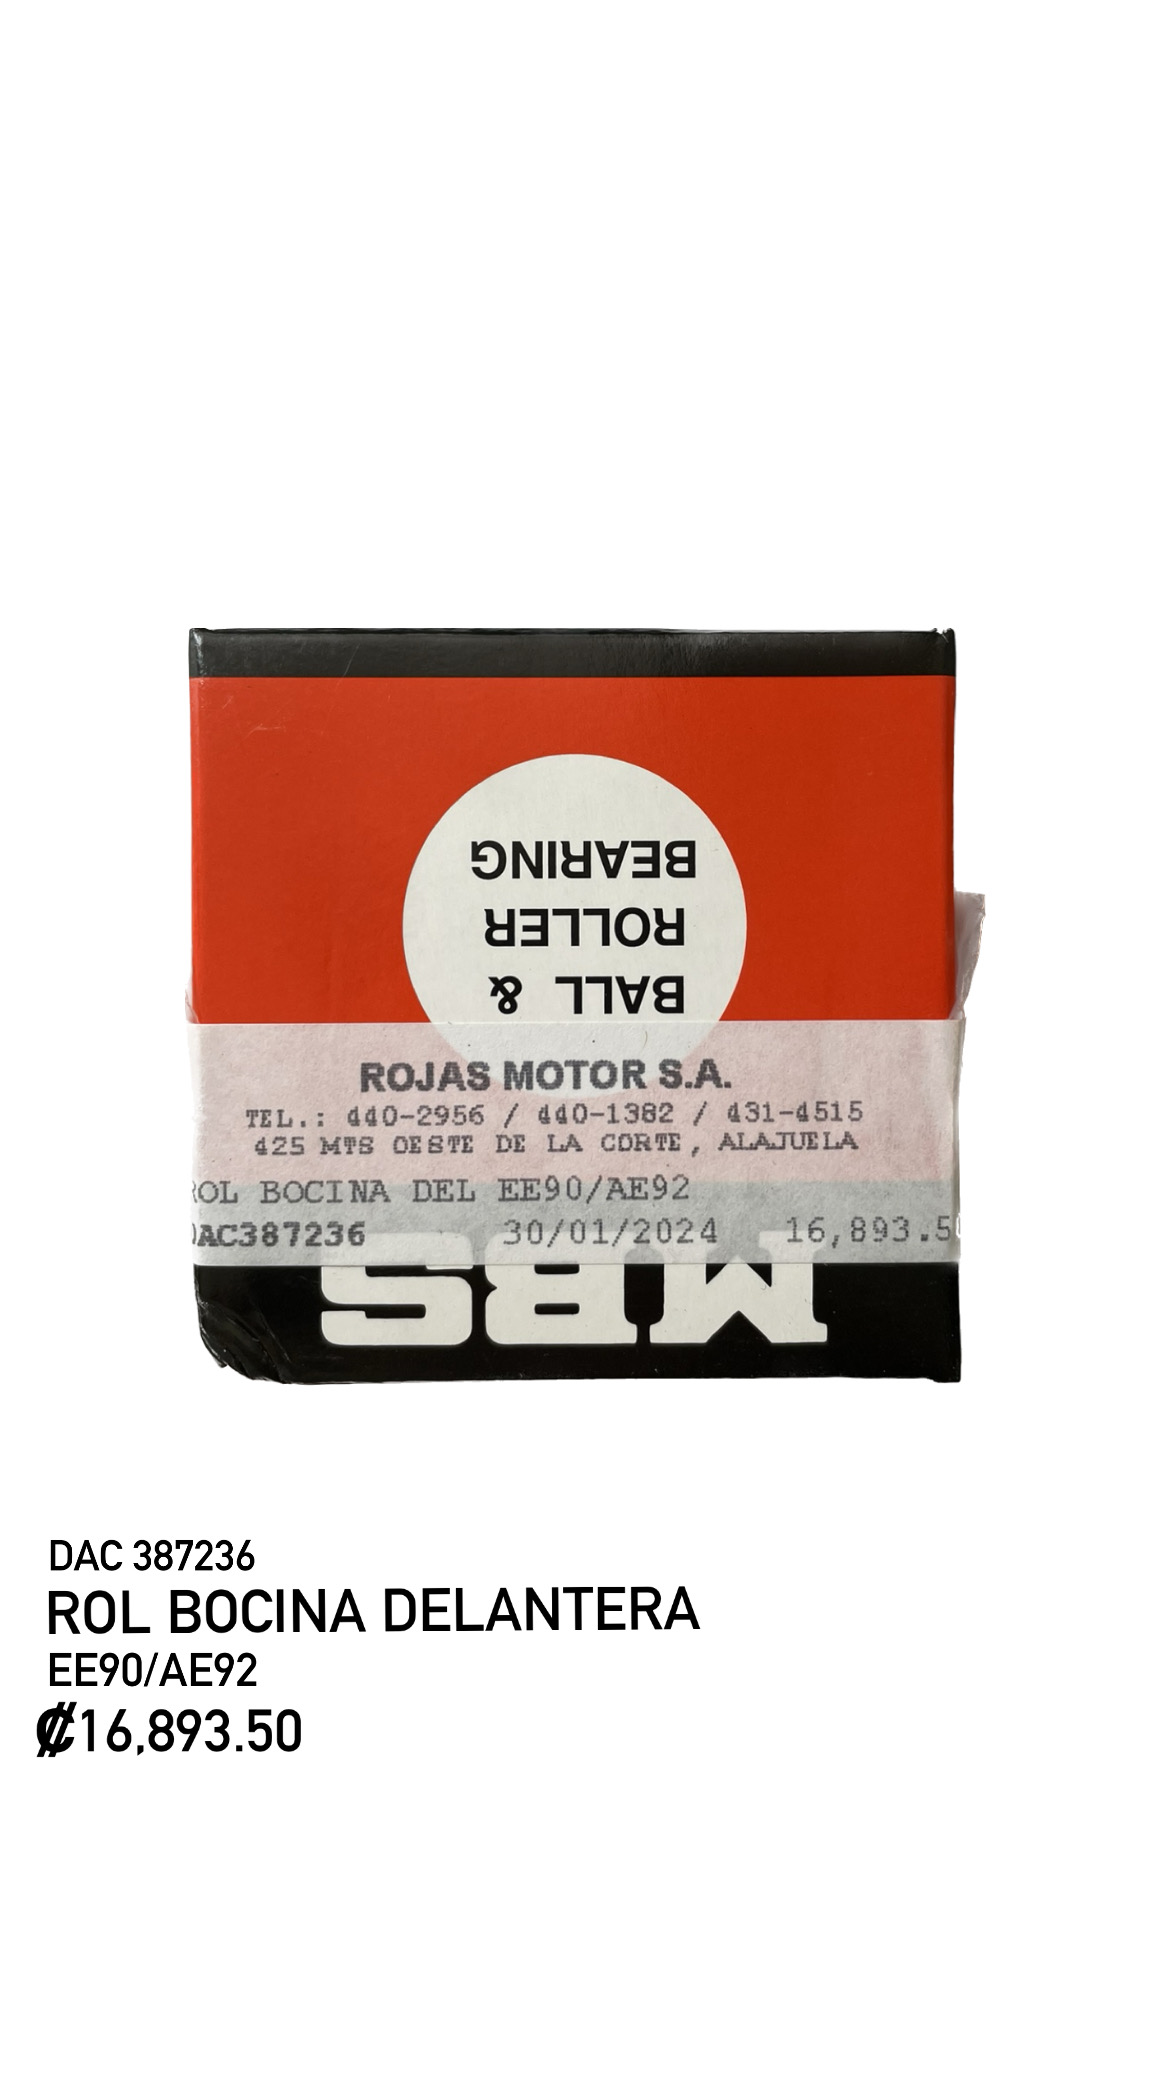 BALL &
ROLLER
BEARING
ROJAS MOTOR S.A.
TEL.: 440-2956 / 440-1382 / 431-4515
425 MTS OESTE DE LA CORTE, ALAJUELA
ROL BOCINA DEL EE90/AE92
DAC387236 30/01/2024 16,893.50
MBS
DAC 387236
ROL BOCINA DELANTERA
EE90/AE92
₡16,893.50